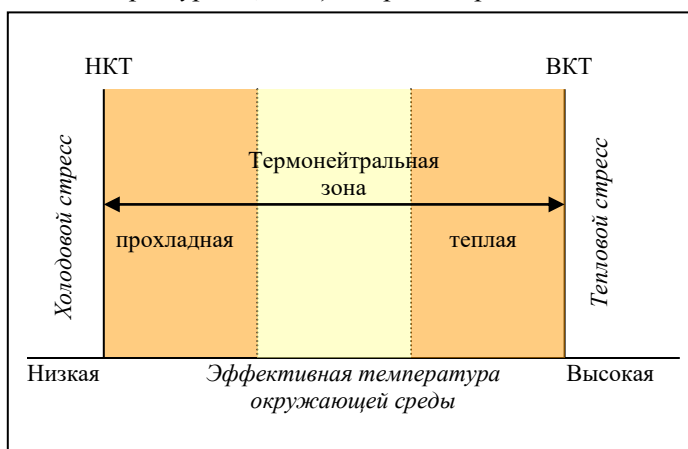 НКТ
ВКТ
Холодовой стресс
Термонейтральная
зона
Тепловой стресс
прохладная
теплая
Низкая
Эффективная температура
окружающей среды
Высокая